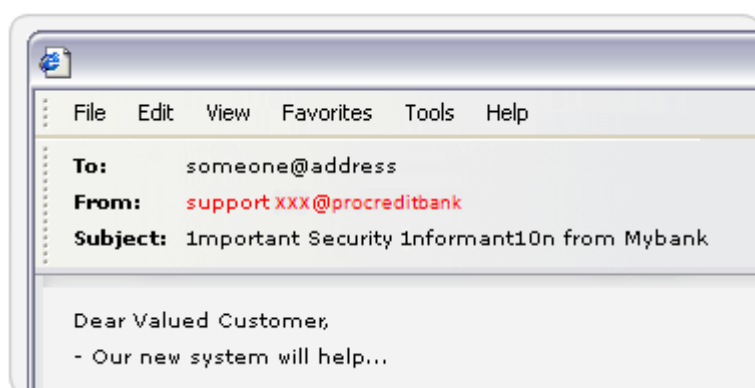 File Edit View Favorites Tools Help
To: someone@address
From: support XXX@procreditbank
Subject: 1mportant Security 1nformant10n from Mybank
Dear Valued Customer,
- Our new system will help...